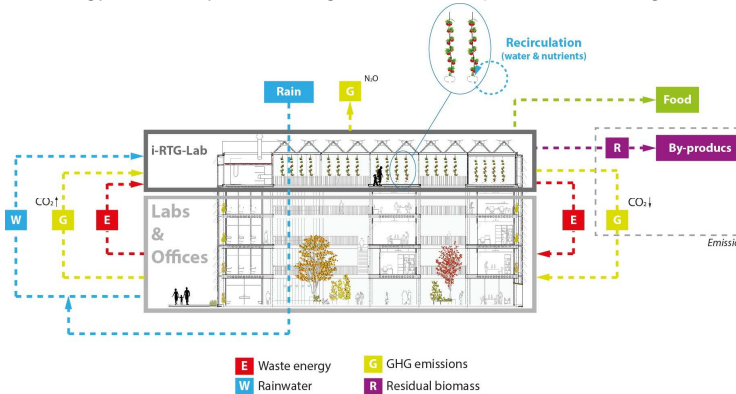 Recirculation
(water & nutrients)
N₂O
Rain
G
Food
i-RTG-Lab
R
By-producs
CO₂↑
CO₂↓
W
G
E
Labs
&
Offices
E
G
E Waste energy
G GHG emissions
W Rainwater
R Residual biomass